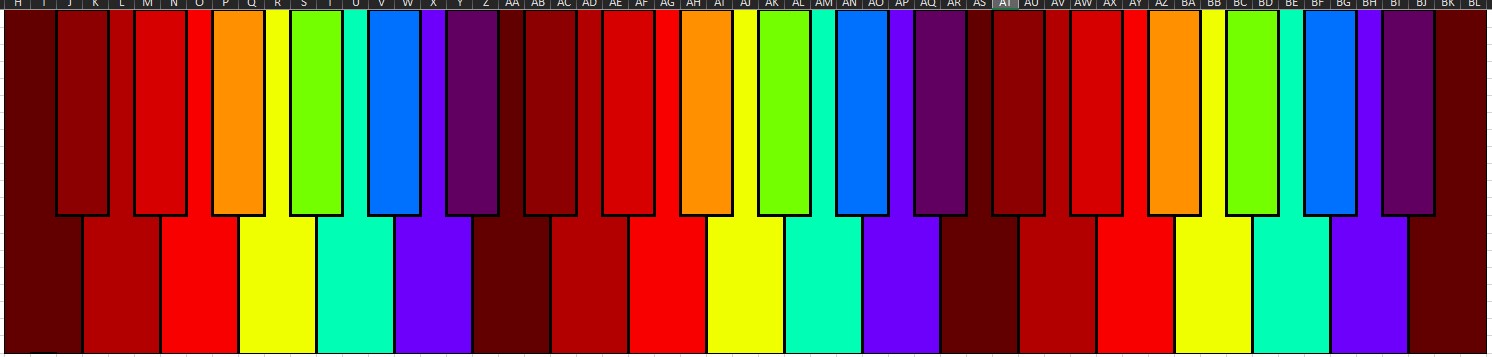 H I J K L M N O P Q R S T U V W X Y Z AA AB AC AD AE AF AG AH AI AJ AK AL AM AN AO AP AQ AR AS AT AU AV AW AX AY AZ BA BB BC BD BE BF BG BH BI BJ BK BL